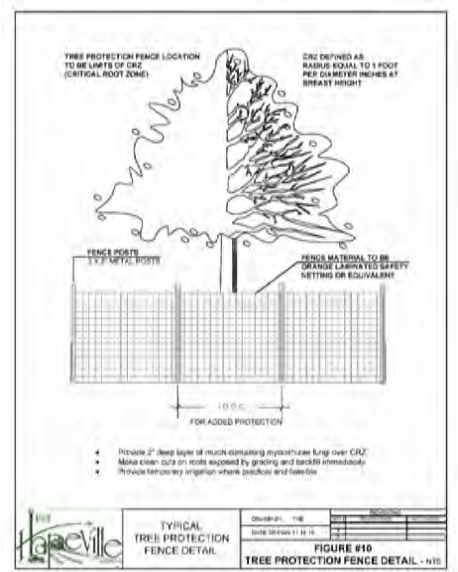 TREE PROTECTION FENCE LOCATION
TO BE LIMITS OF CRZ
(CRITICAL ROOT ZONE)
CRZ DEFINED AS
RADIUS EQUAL TO 1 FOOT
PER DIAMETER INCHES AT
BREAST HEIGHT
FENCE POSTS
METAL POSTS
FENCE MATERIAL TO BE
ORANGE LAMINATED SAFETY
NETTING OR EQUIVALENT
FOR ADDED PROTECTION
Provide 2" deep layer of containing fungi over CRZ
Make clean cuts on roots exposed by grading and backfill immediately
Provide temporary irrigation where practical and feasible
Hapeville
TYPICAL
TREE PROTECTION
FENCE DETAIL
FIGURE #10
TREE PROTECTION FENCE DETAIL - NTS